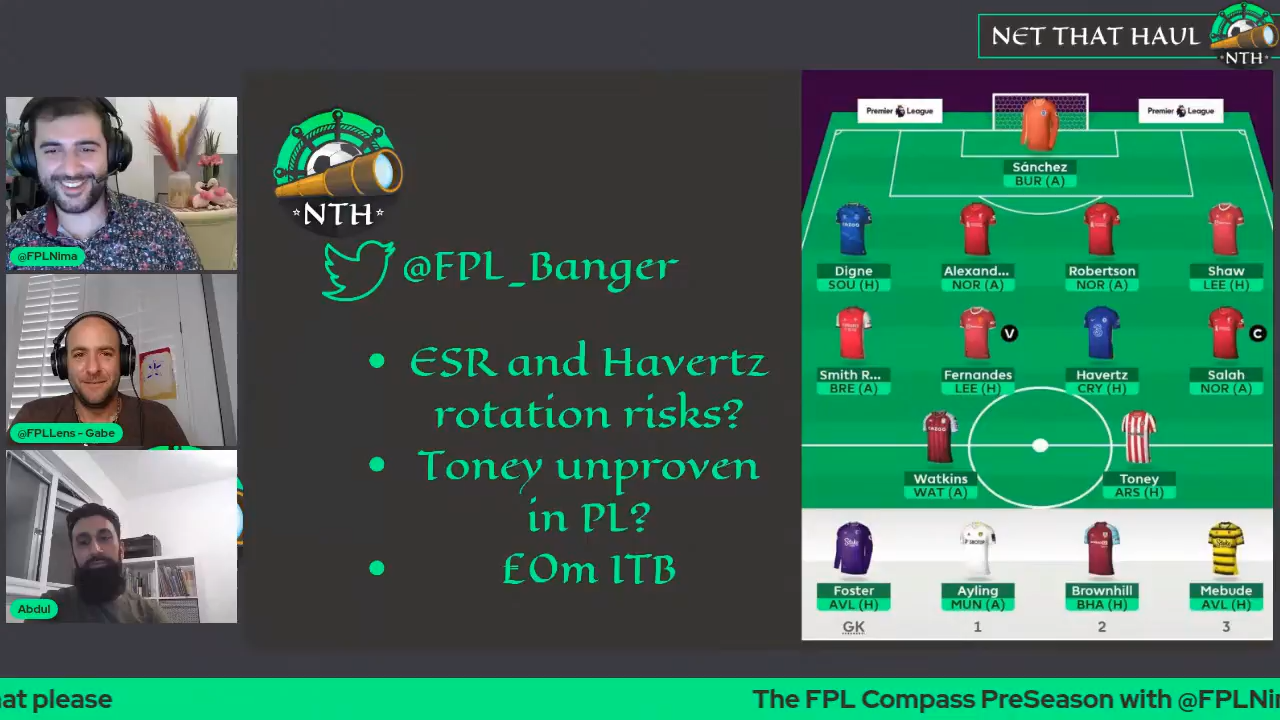 NET THAT HAUL
NTH
NTH
@FPL_Banger
• ESR and Havertz
rotation risks?
• Toney unproven
in PL?
• £0m ITB
@FPLNima
@FPLLens - Gabe
Abdul
Premier League
Premier League
Sánchez
BUR (A)
Digne
SOU (H)
Alexand...
NOR (A)
Robertson
NOR (A)
Shaw
LEE (H)
Smith R...
BRE (A)
V
Fernandes
LEE (H)
Havertz
CRY (H)
C
Salah
NOR (A)
Watkins
WAT (A)
Toney
ARS (H)
Foster
AVL (H)
Ayling
MUN (A)
Brownhill
BHA (H)
Mebude
AVL (H)
GK 1 2 3
at please
The FPL Compass PreSeason with @FPLNi